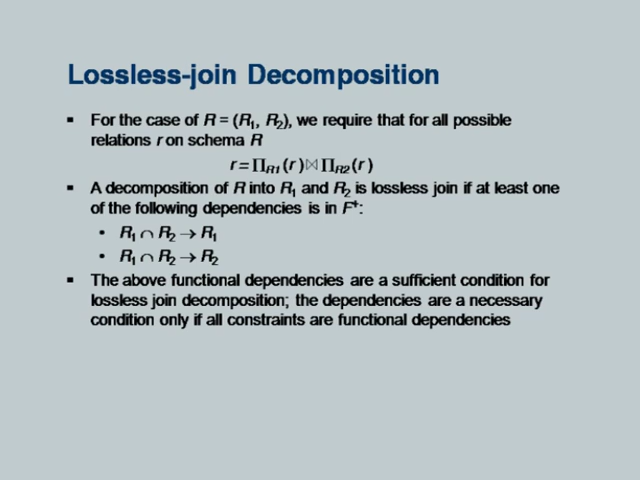 Lossless-join Decomposition
▪ For the case of R = (R1, R2), we require that for all possible
relations r on schema R
r = ∏R1 (r ) ⋈ ∏R2 (r )
▪ A decomposition of R into R1 and R2 is lossless join if at least one
of the following dependencies is in F+:
• R1 ∩ R2 → R1
• R1 ∩ R2 → R2
▪ The above functional dependencies are a sufficient condition for
lossless join decomposition; the dependencies are a necessary
condition only if all constraints are functional dependencies